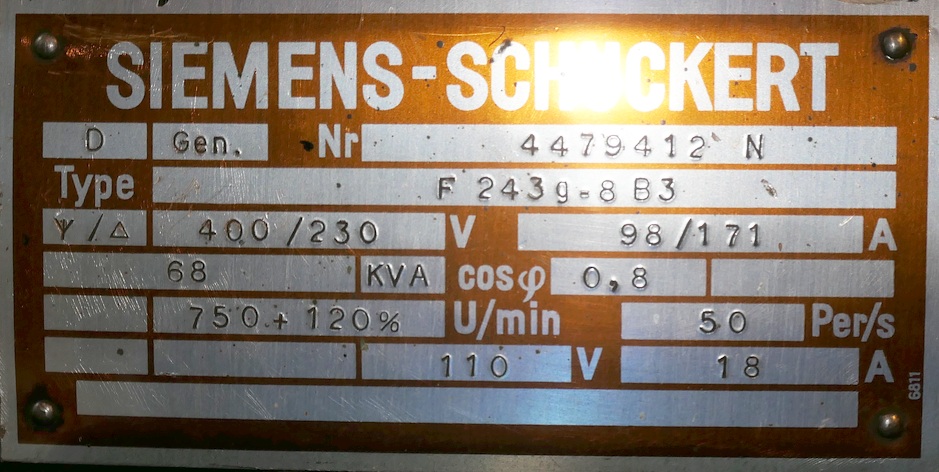 SIEMENS-SCHUCKERT
D Gen. Nr 4479412 N
Type F 243g-8 B3
Y/△ 400/230 V 98/171 A
68 KVA cosφ 0,8
750+120% U/min 50 Per/s
110 V 18 A
6811